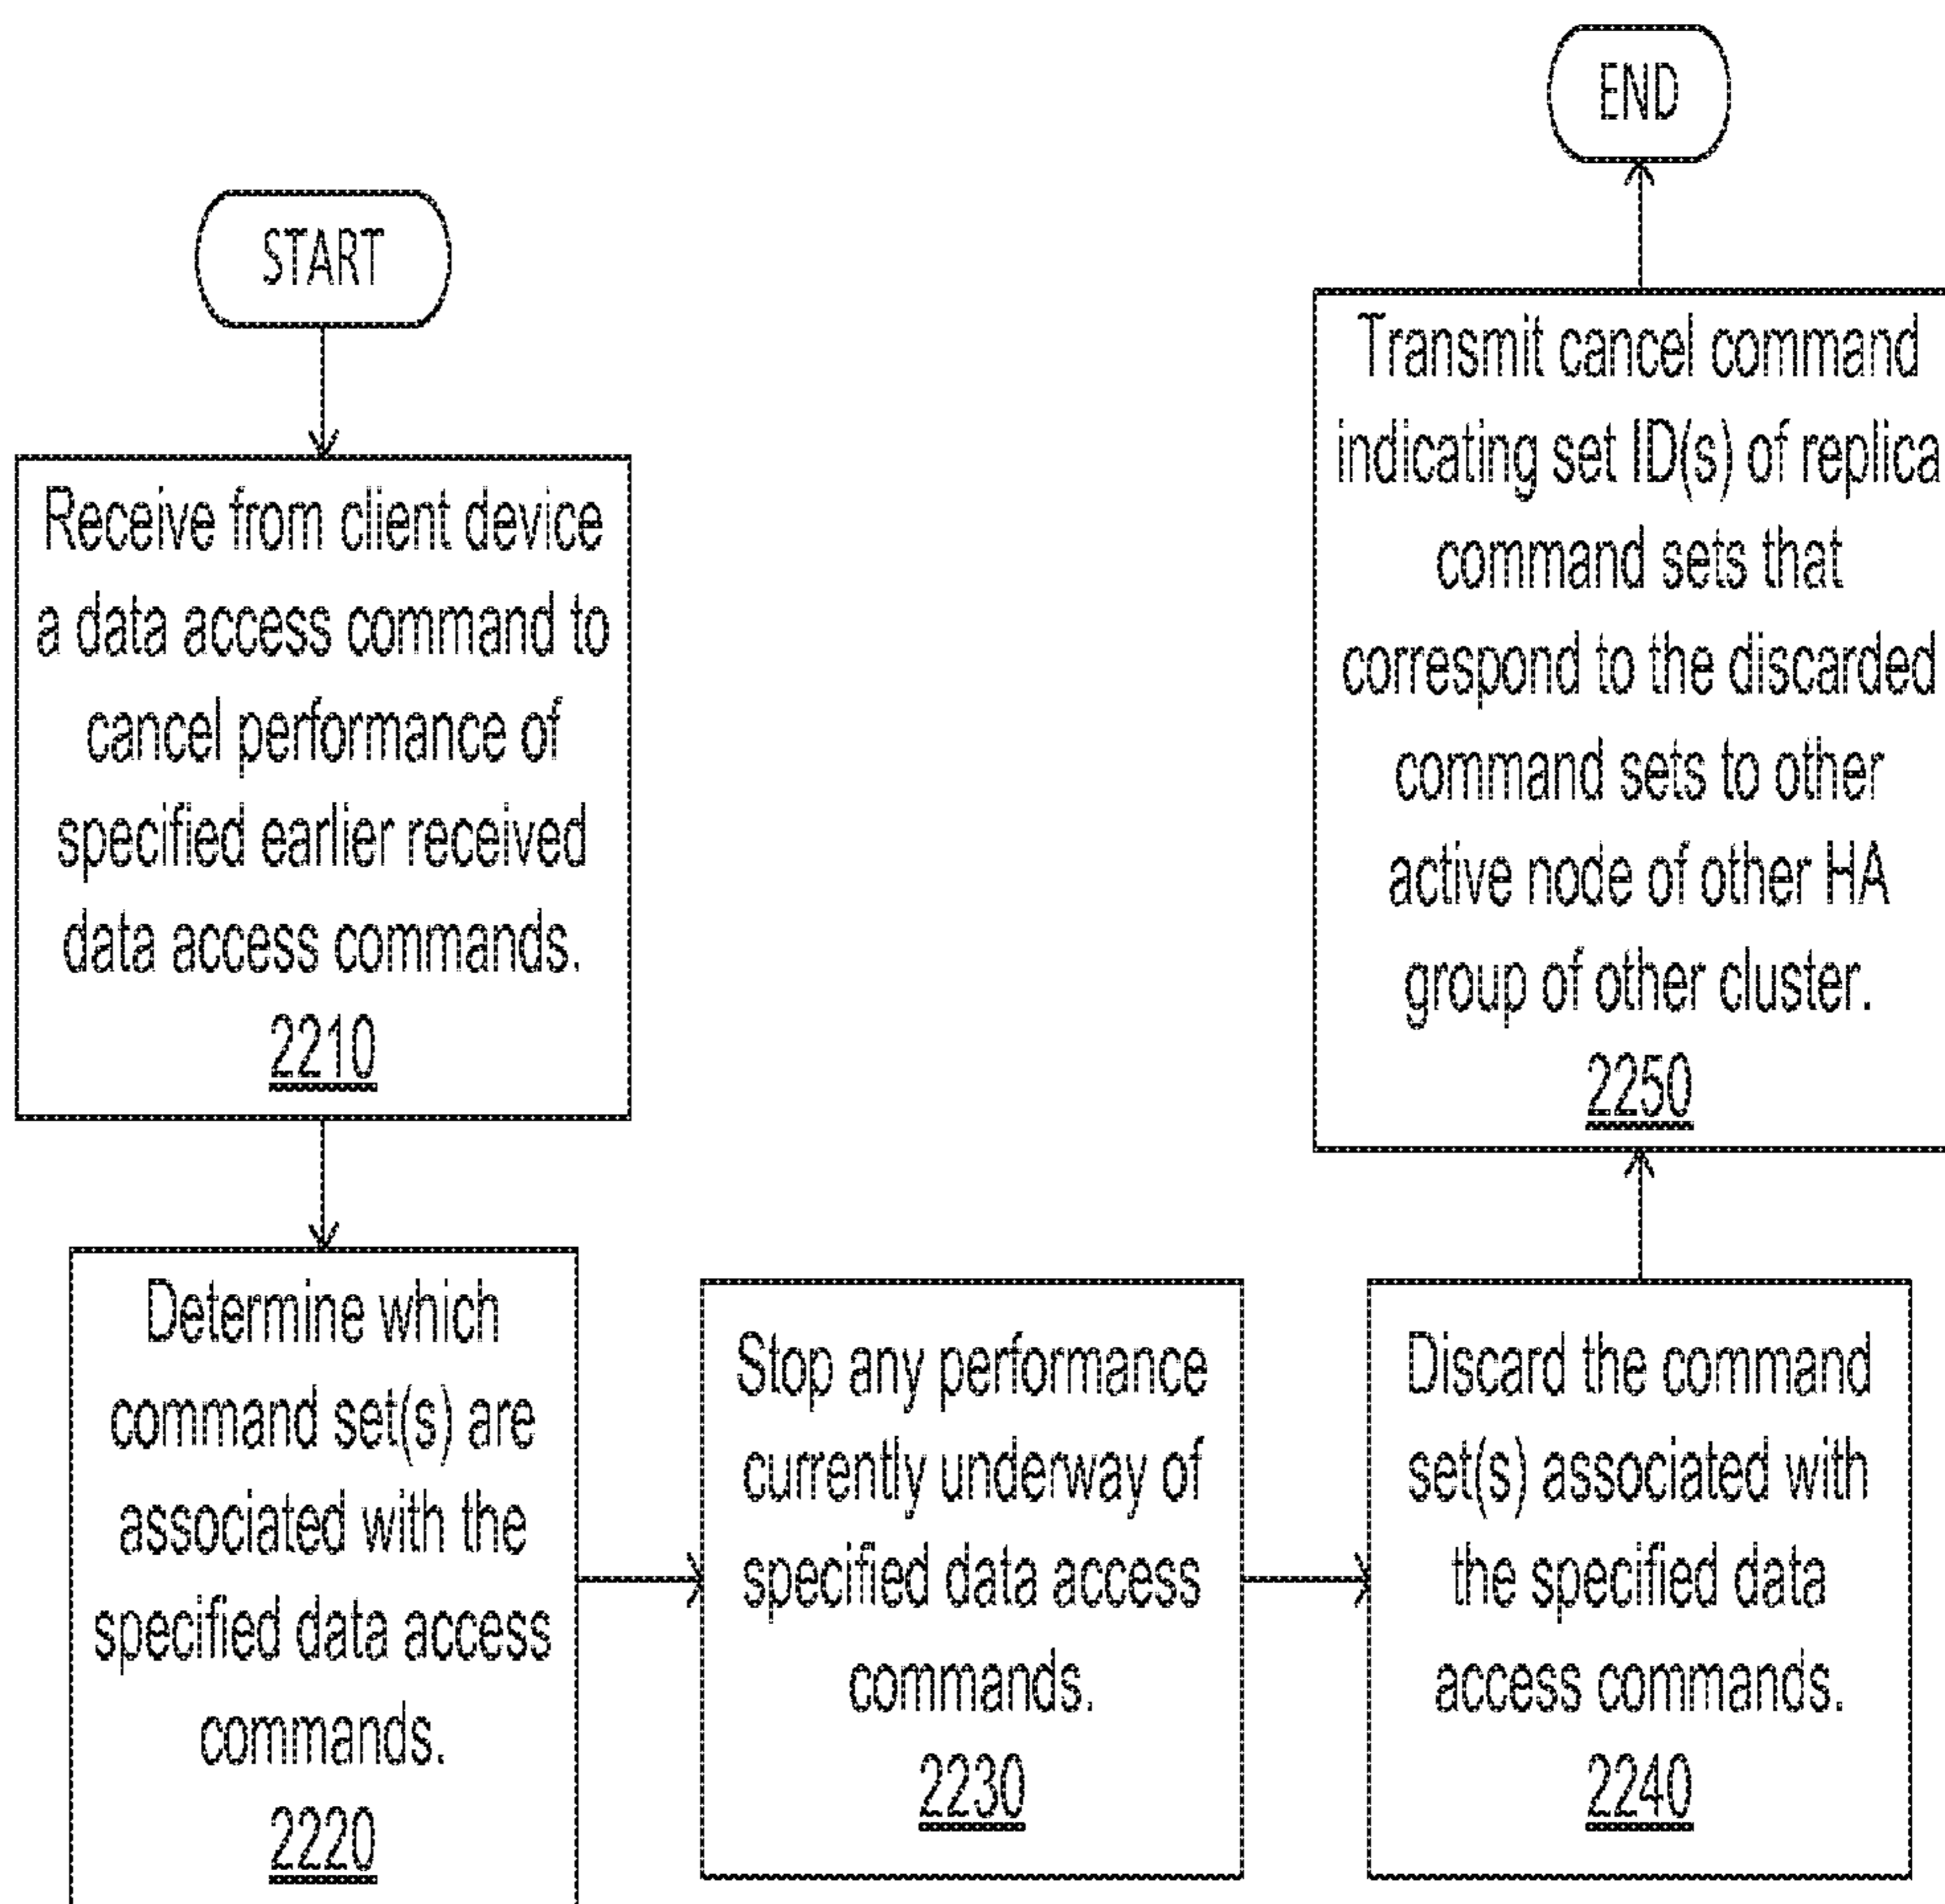 START
Receive from client device
a data access command to
cancel performance of
specified earlier received
data access commands.
2210
Determine which
command set(s) are
associated with the
specified data access
commands.
2220
Stop any performance
currently underway of
specified data access
commands.
2230
Discard the command
set(s) associated with
the specified data
access commands.
2240
Transmit cancel command
indicating set ID(s) of replica
command sets that
correspond to the discarded
command sets to other
active node of other HA
group of other cluster.
2250
END